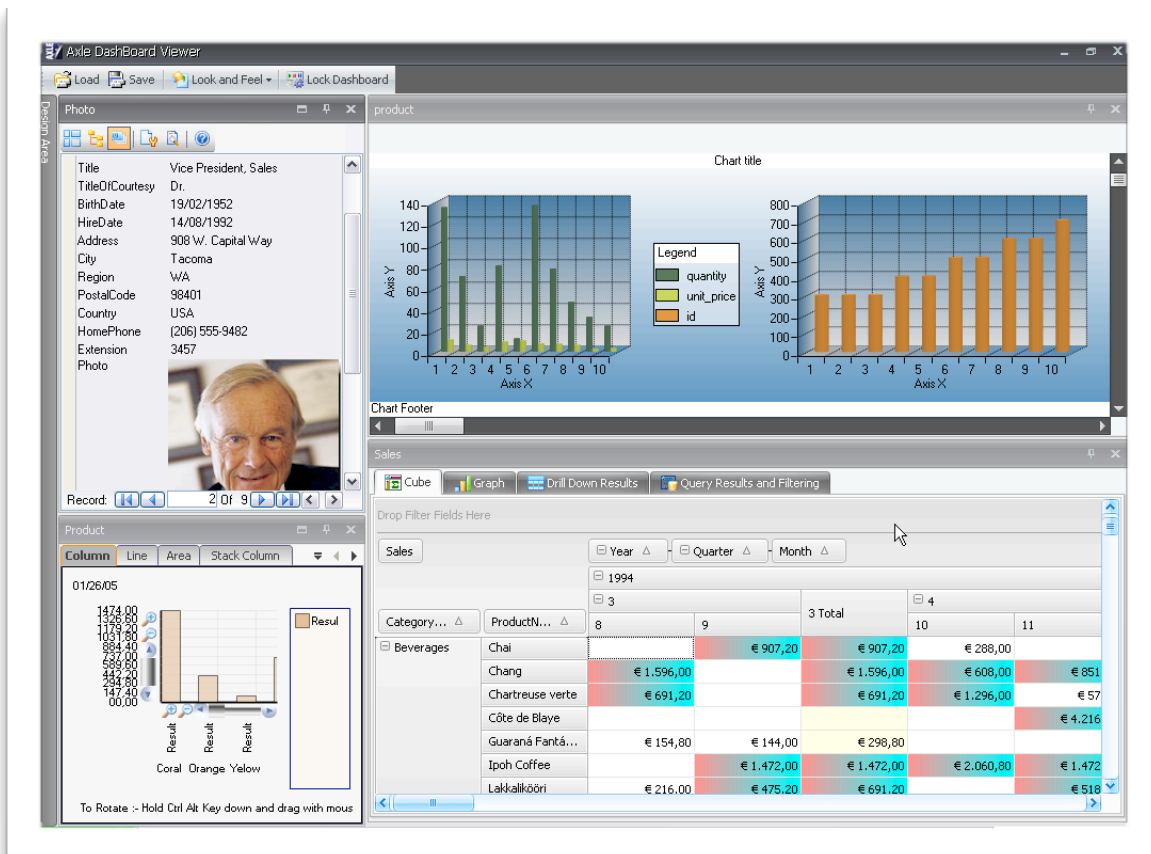 Axle DashBoard Viewer
Load Save Look and Feel Lock Dashboard
Design Area
Photo
Title Vice President, Sales
TitleOfCourtesy Dr.
BirthDate 19/02/1952
HireDate 14/08/1992
Address 908 W. Capital Way
City Tacoma
Region WA
PostalCode 98401
Country USA
HomePhone (206) 555-9482
Extension 3457
Photo
Record: 2 Of 9
product
Chart title
140
120
100
80
60
40
20
0
Axis Y
1 2 3 4 5 6 7 8 9 10
Axis X
Legend
quantity
unit_price
id
800
700
600
500
400
300
200
100
0
Axis Y
1 2 3 4 5 6 7 8 9 10
Axis X
Chart Footer
Product
Column Line Area Stack Column
01/26/05
1474,00
1326,60
1179,20
1031,80
884,40
737,00
589,60
442,20
294,80
147,40
00,00
Resul
Result Result Result
Coral Orange Yelow
To Rotate :- Hold Ctrl Alt Key down and drag with mous
Sales
Cube Graph Drill Down Results Query Results and Filtering
Drop Filter Fields Here
Sales Year Quarter Month
1994
3 3 Total 4
Category... ProductN... 8 9 10 11
Beverages Chai € 907,20 € 907,20 € 288,00
Chang € 1.596,00 € 1.596,00 € 608,00 € 851
Chartreuse verte € 691,20 € 691,20 € 1.296,00 € 57
Côte de Blaye € 4.216
Guaraná Fantá... € 154,80 € 144,00 € 298,80
Ipoh Coffee € 1.472,00 € 1.472,00 € 2.060,80 € 1.472
Lakkalikööri € 216,00 € 475,20 € 691,20 € 518